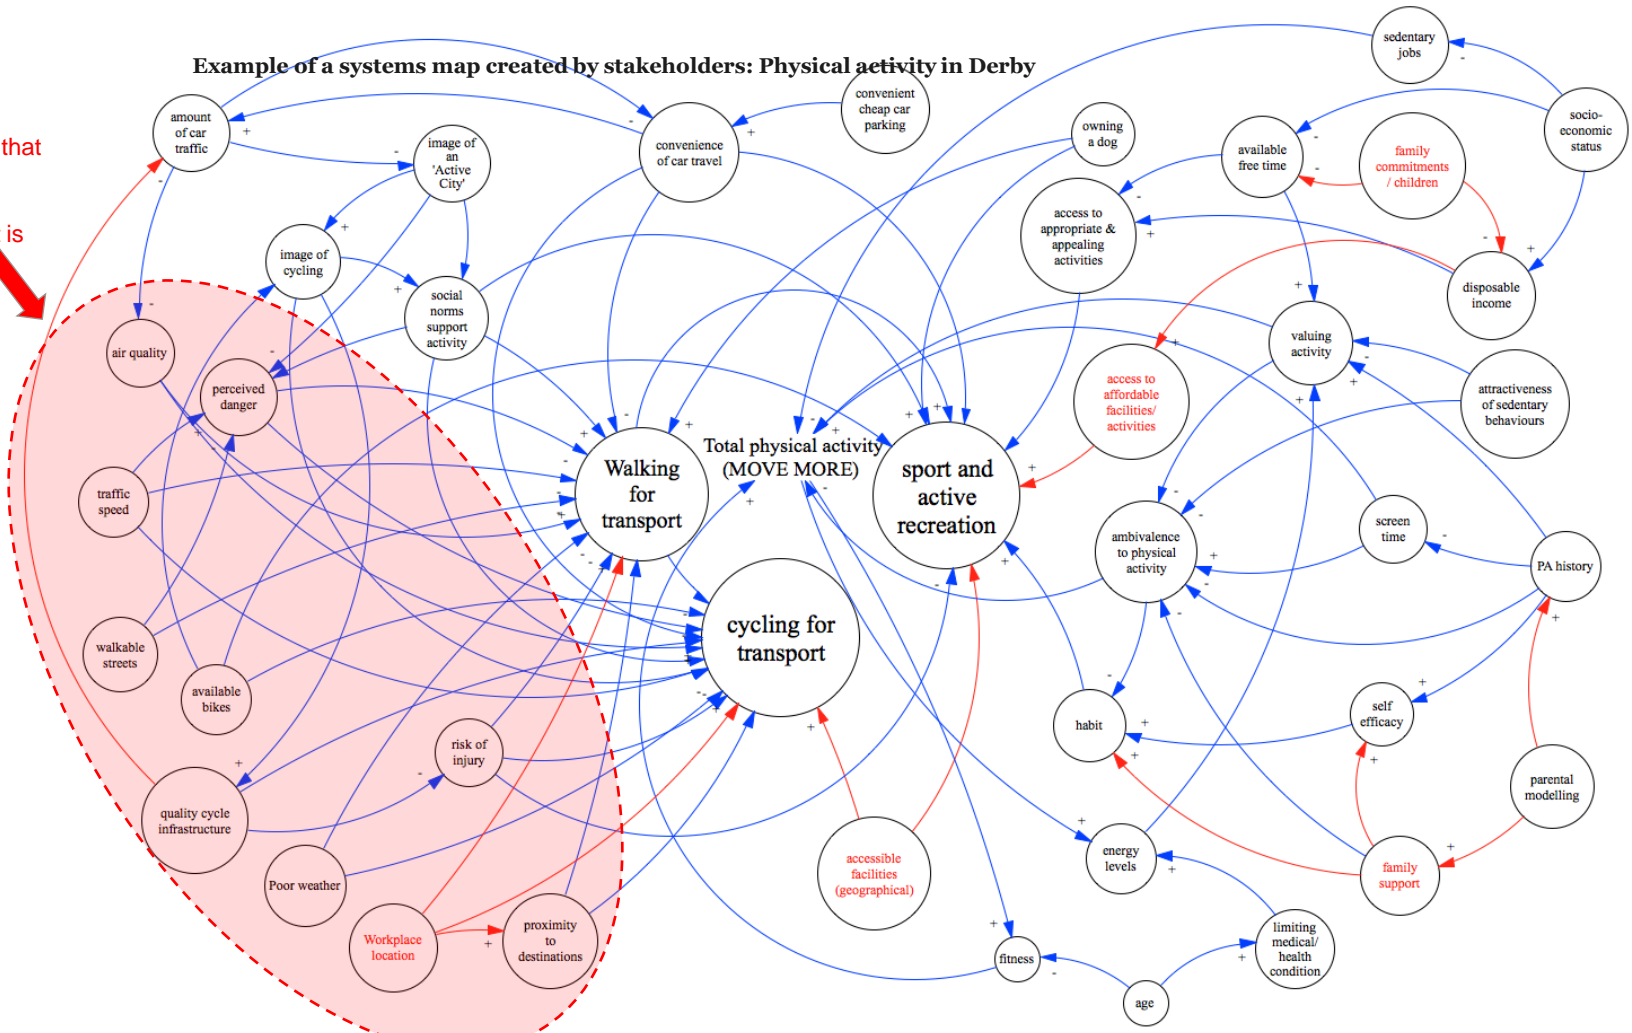 Example of a systems map created by stakeholders: Physical activity in Derby
that
is
sedentary
jobs
socio-
economic
status
amount
of car
traffic
image of
an
'Active
City'
convenience
of car travel
convenient
cheap car
parking
owning
a dog
available
free time
family
commitments
/ children
access to
appropriate &
appealing
activities
disposable
income
image of
cycling
social
norms
support
activity
air quality
perceived
danger
valuing
activity
attractiveness
of sedentary
behaviours
access to
affordable
facilities/
activities
Walking
for
transport
Total physical activity
(MOVE MORE)
sport and
active
recreation
traffic
speed
ambivalence
to physical
activity
screen
time
PA history
cycling for
transport
walkable
streets
available
bikes
risk of
injury
habit
self
efficacy
parental
modelling
quality cycle
infrastructure
Poor weather
accessible
facilities
(geographical)
energy
levels
family
support
Workplace
location
proximity
to
destinations
fitness
limiting
medical/
health
condition
age